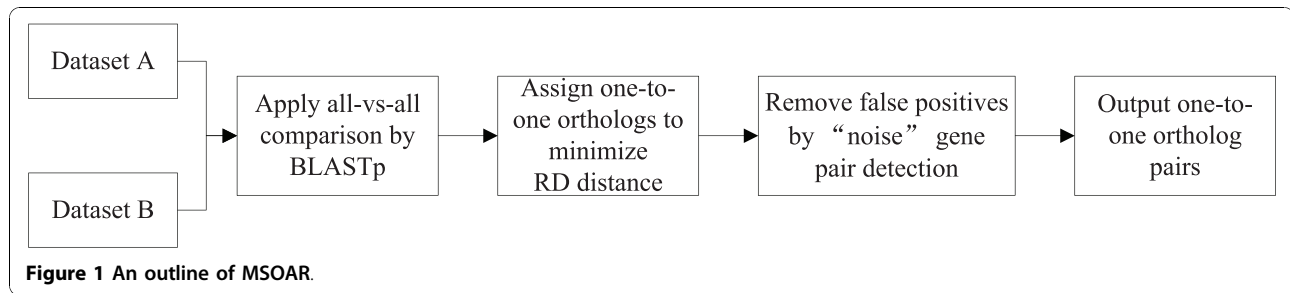 Dataset A
Dataset B
Apply all-vs-all
comparison by
BLASTp
Assign one-to-
one orthologs to
minimize
RD distance
Remove false positives
by “noise” gene
pair detection
Output one-to-
one ortholog
pairs
Figure 1 An outline of MSOAR.